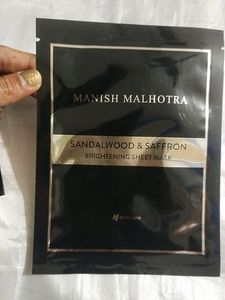 MANISH MALHOTRA
SANDALWOOD & SAFFRON
BRIGHTENING SHEET MASK